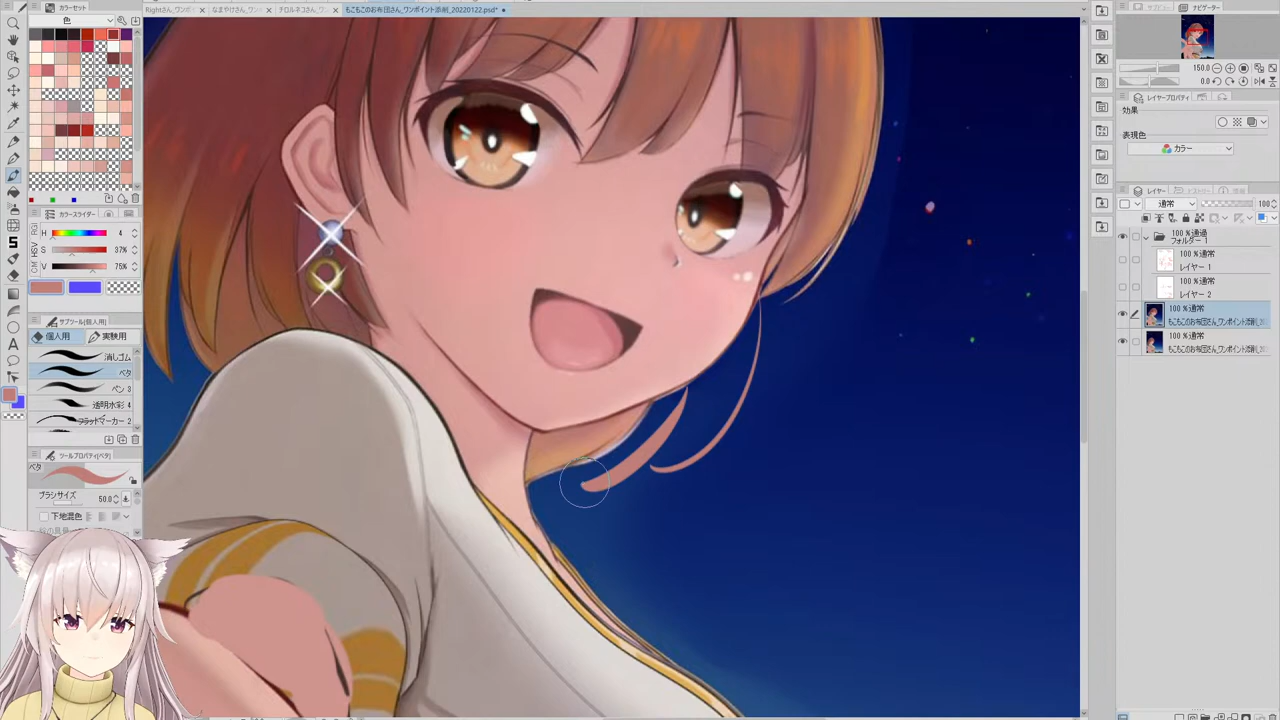 Rightさん_ワンポ
なまやけさん_ワン
チロルネコさん_ワン
もこもこのお布団さん_ワンポイント添削_20220122.psd*
カラーセット
色
カラースライダー
H 4
S 37%
V 75%
サブツール(個人用)
個人用
実験用
消しゴム
ベタ
ペン 3
透明水彩 4
フラットマーカー 2
ツールプロパティ(ベタ)
ベタ
ブラシサイズ 50.0
下地混色
ナビゲーター
150.0
0.0
レイヤープロパティ
効果
表現色
カラー
レイヤー
通常 100
100 %通過
フォルダー 1
100 %通常
レイヤー 1
100 %通常
レイヤー 2
100 %通常
もこもこのお布団さん_ワンポイント添削_20
100 %通常
もこもこのお布団さん_ワンポイント添削_20